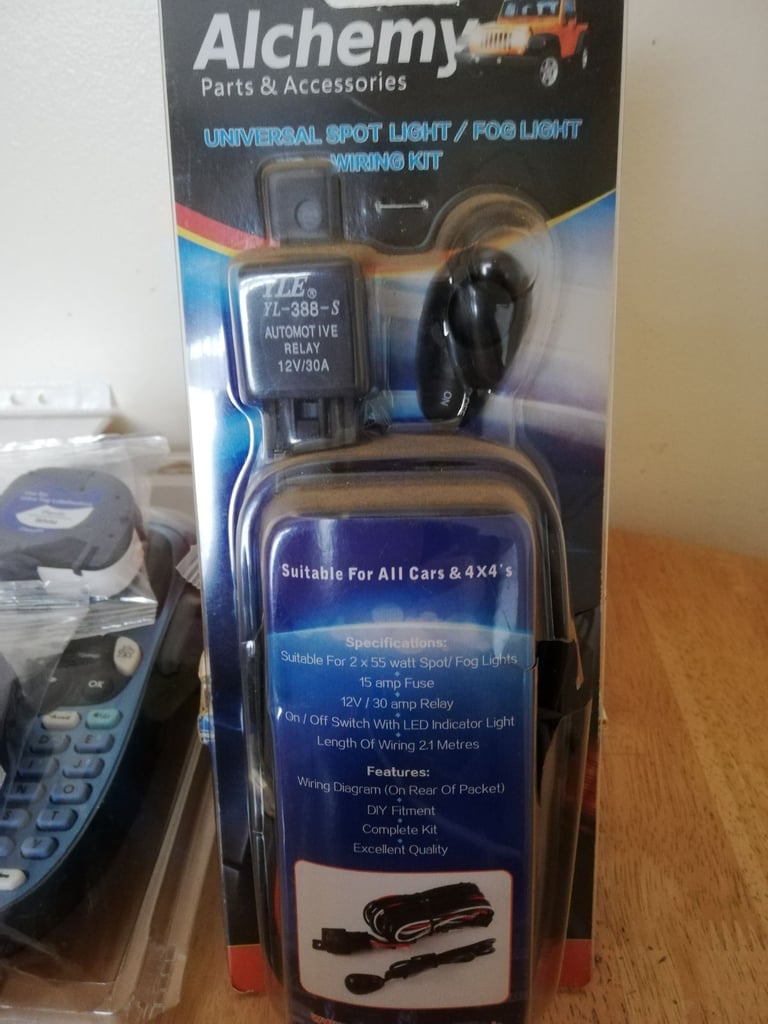 Alchemy
Parts & Accessories
UNIVERSAL SPOT LIGHT / FOG LIGHT
WIRING KIT
YLE®
YL-388-S
AUTOMOTIVE
RELAY
12V/30A
ON
Suitable For All Cars & 4X4's
Specifications:
Suitable For 2 x 55 watt Spot/ Fog Lights
15 amp Fuse
12V / 30 amp Relay
On / Off Switch With LED Indicator Light
Length Of Wiring 2.1 Metres
Features:
Wiring Diagram (On Rear Of Packet)
DIY Fitment
Complete Kit
Excellent Quality
White
OK